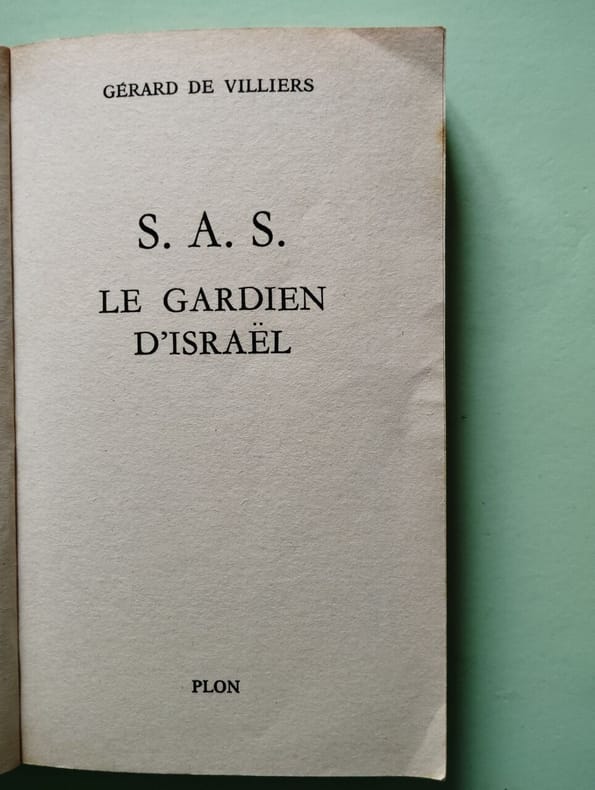 GÉRARD DE VILLIERS
S. A. S.
LE GARDIEN
D'ISRAËL
PLON